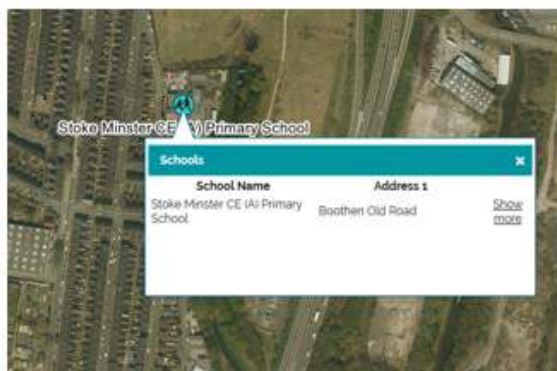 Stoke Minster CE (A) Primary School
Schools ×
School Name Address 1
Stoke Minster CE (A) Primary School Boothen Old Road Show more